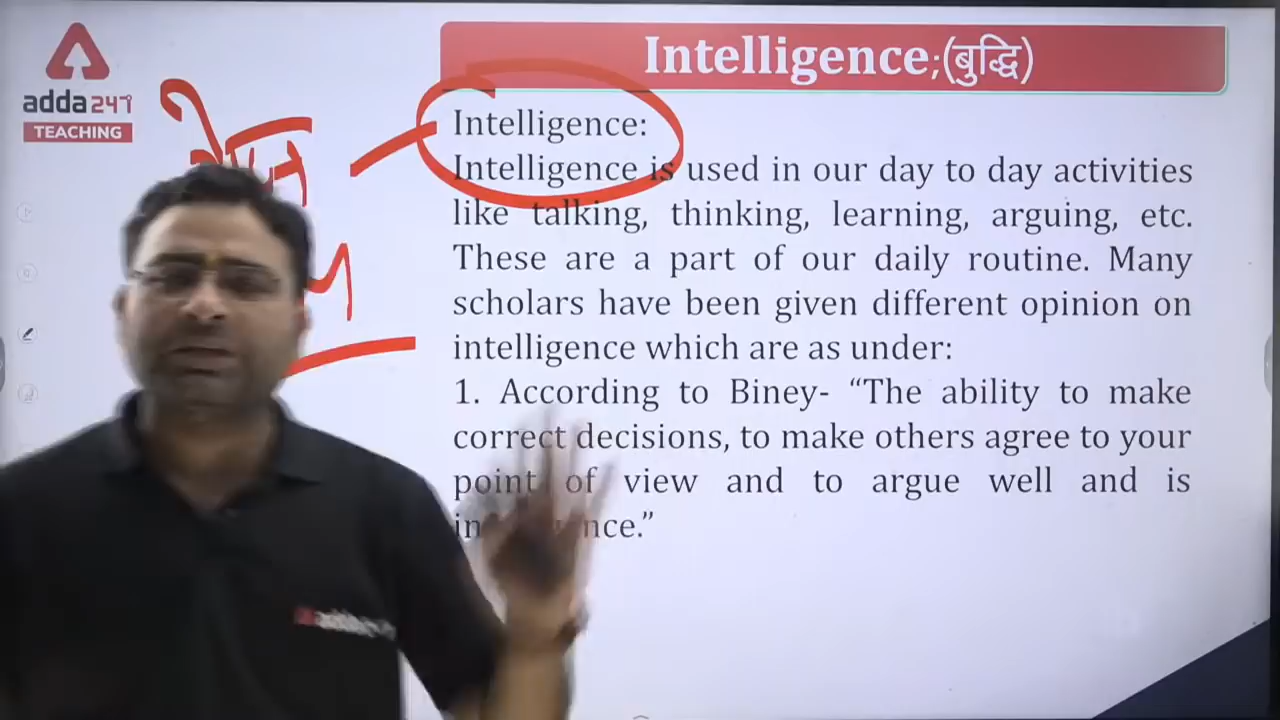 adda247
TEACHING
Intelligence;(बुद्धि)
Intelligence:
Intelligence is used in our day to day activities
like talking, thinking, learning, arguing, etc.
These are a part of our daily routine. Many
scholars have been given different opinion on
intelligence which are as under:
1. According to Biney- “The ability to make
correct decisions, to make others agree to your
point of view and to argue well and is
intelligence.”